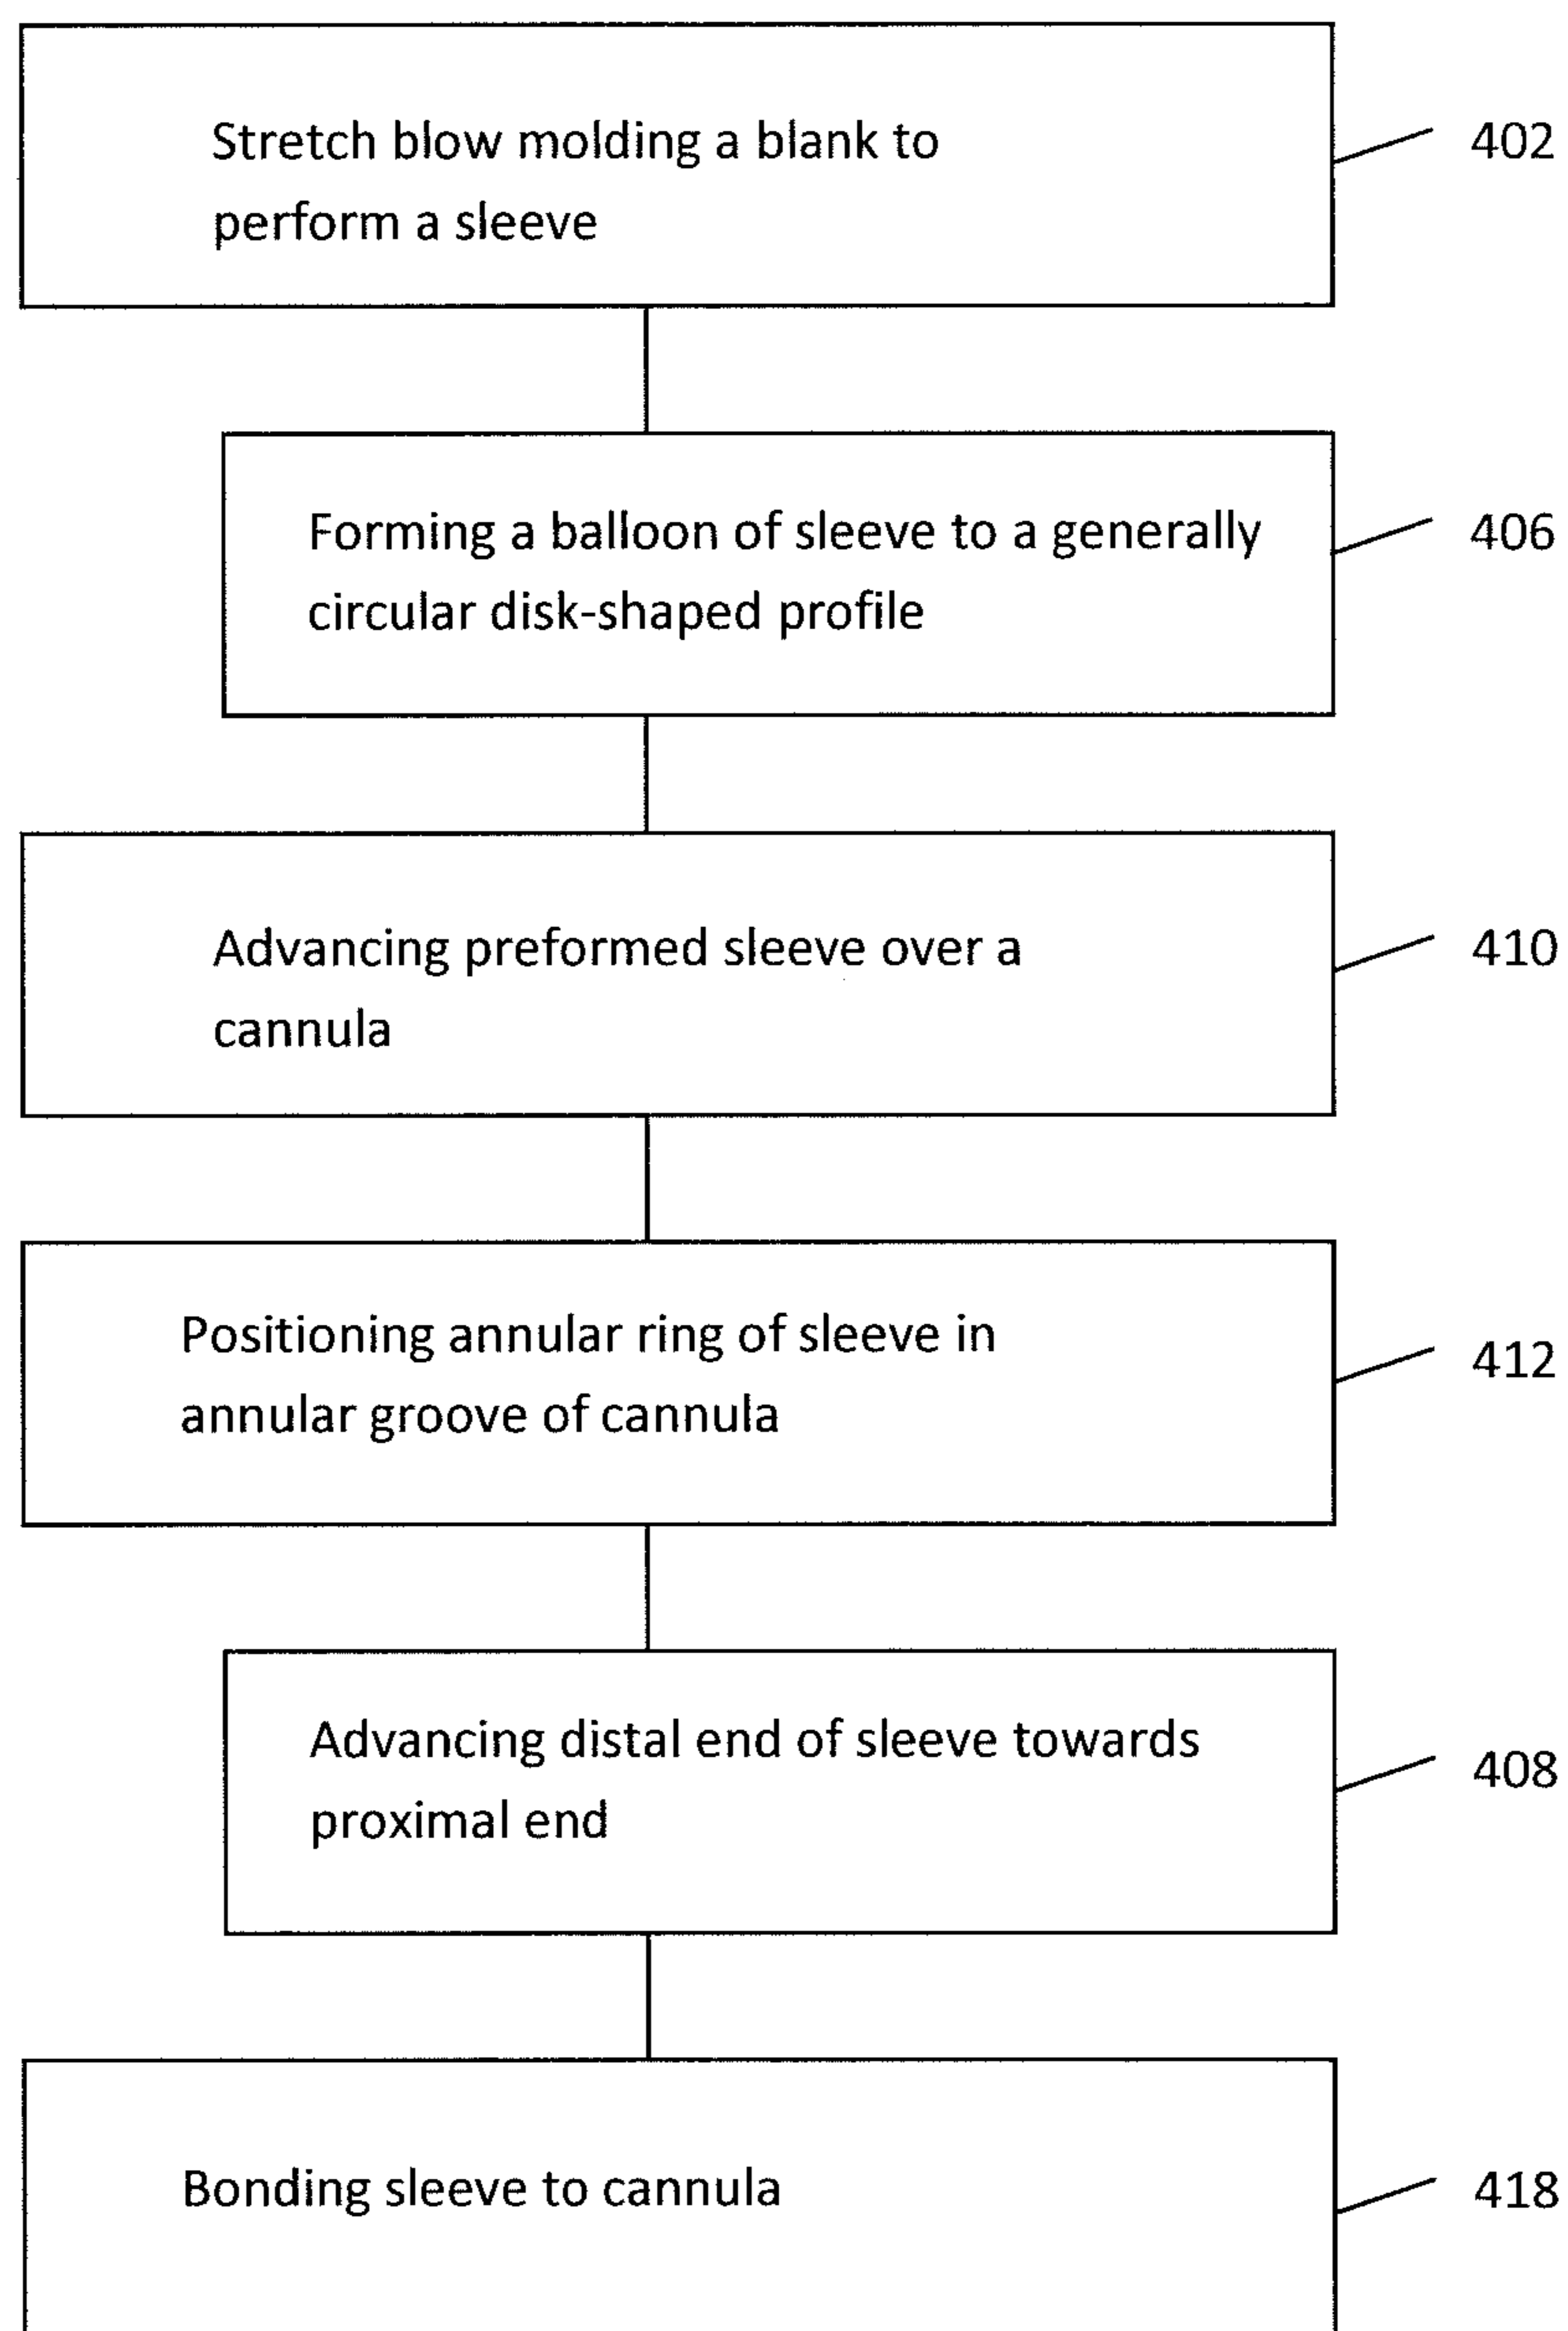 Stretch blow molding a blank to
perform a sleeve
402
Forming a balloon of sleeve to a generally
circular disk-shaped profile
406
Advancing preformed sleeve over a
cannula
410
Positioning annular ring of sleeve in
annular groove of cannula
412
Advancing distal end of sleeve towards
proximal end
408
Bonding sleeve to cannula
418